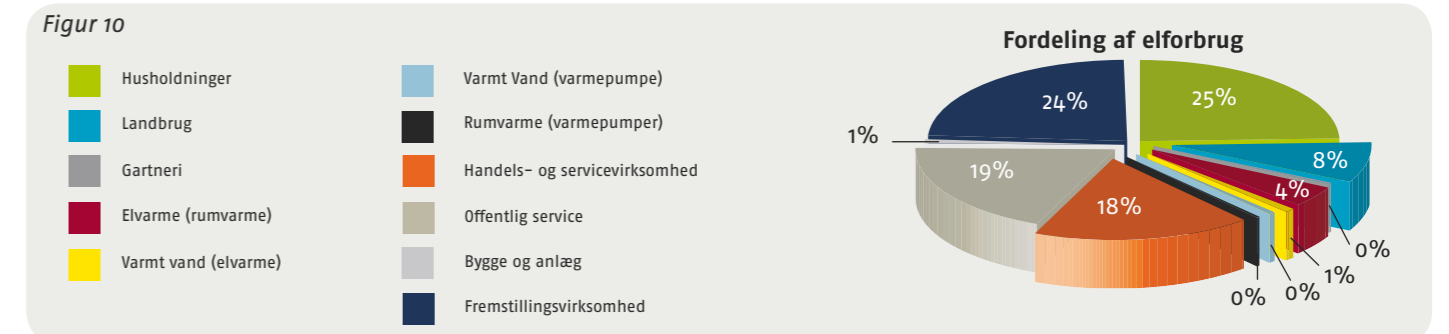 Figur 10
Husholdninger
Landbrug
Gartneri
Elvarme (rumvarme)
Varmt vand (elvarme)
Varmt Vand (varmepumpe)
Rumvarme (varmepumper)
Handels- og servicevirksomhed
Offentlig service
Bygge og anlæg
Fremstillingsvirksomhed
Fordeling af elforbrug
24%
25%
1%
8%
19%
4%
18%
0%
1%
0%
0%